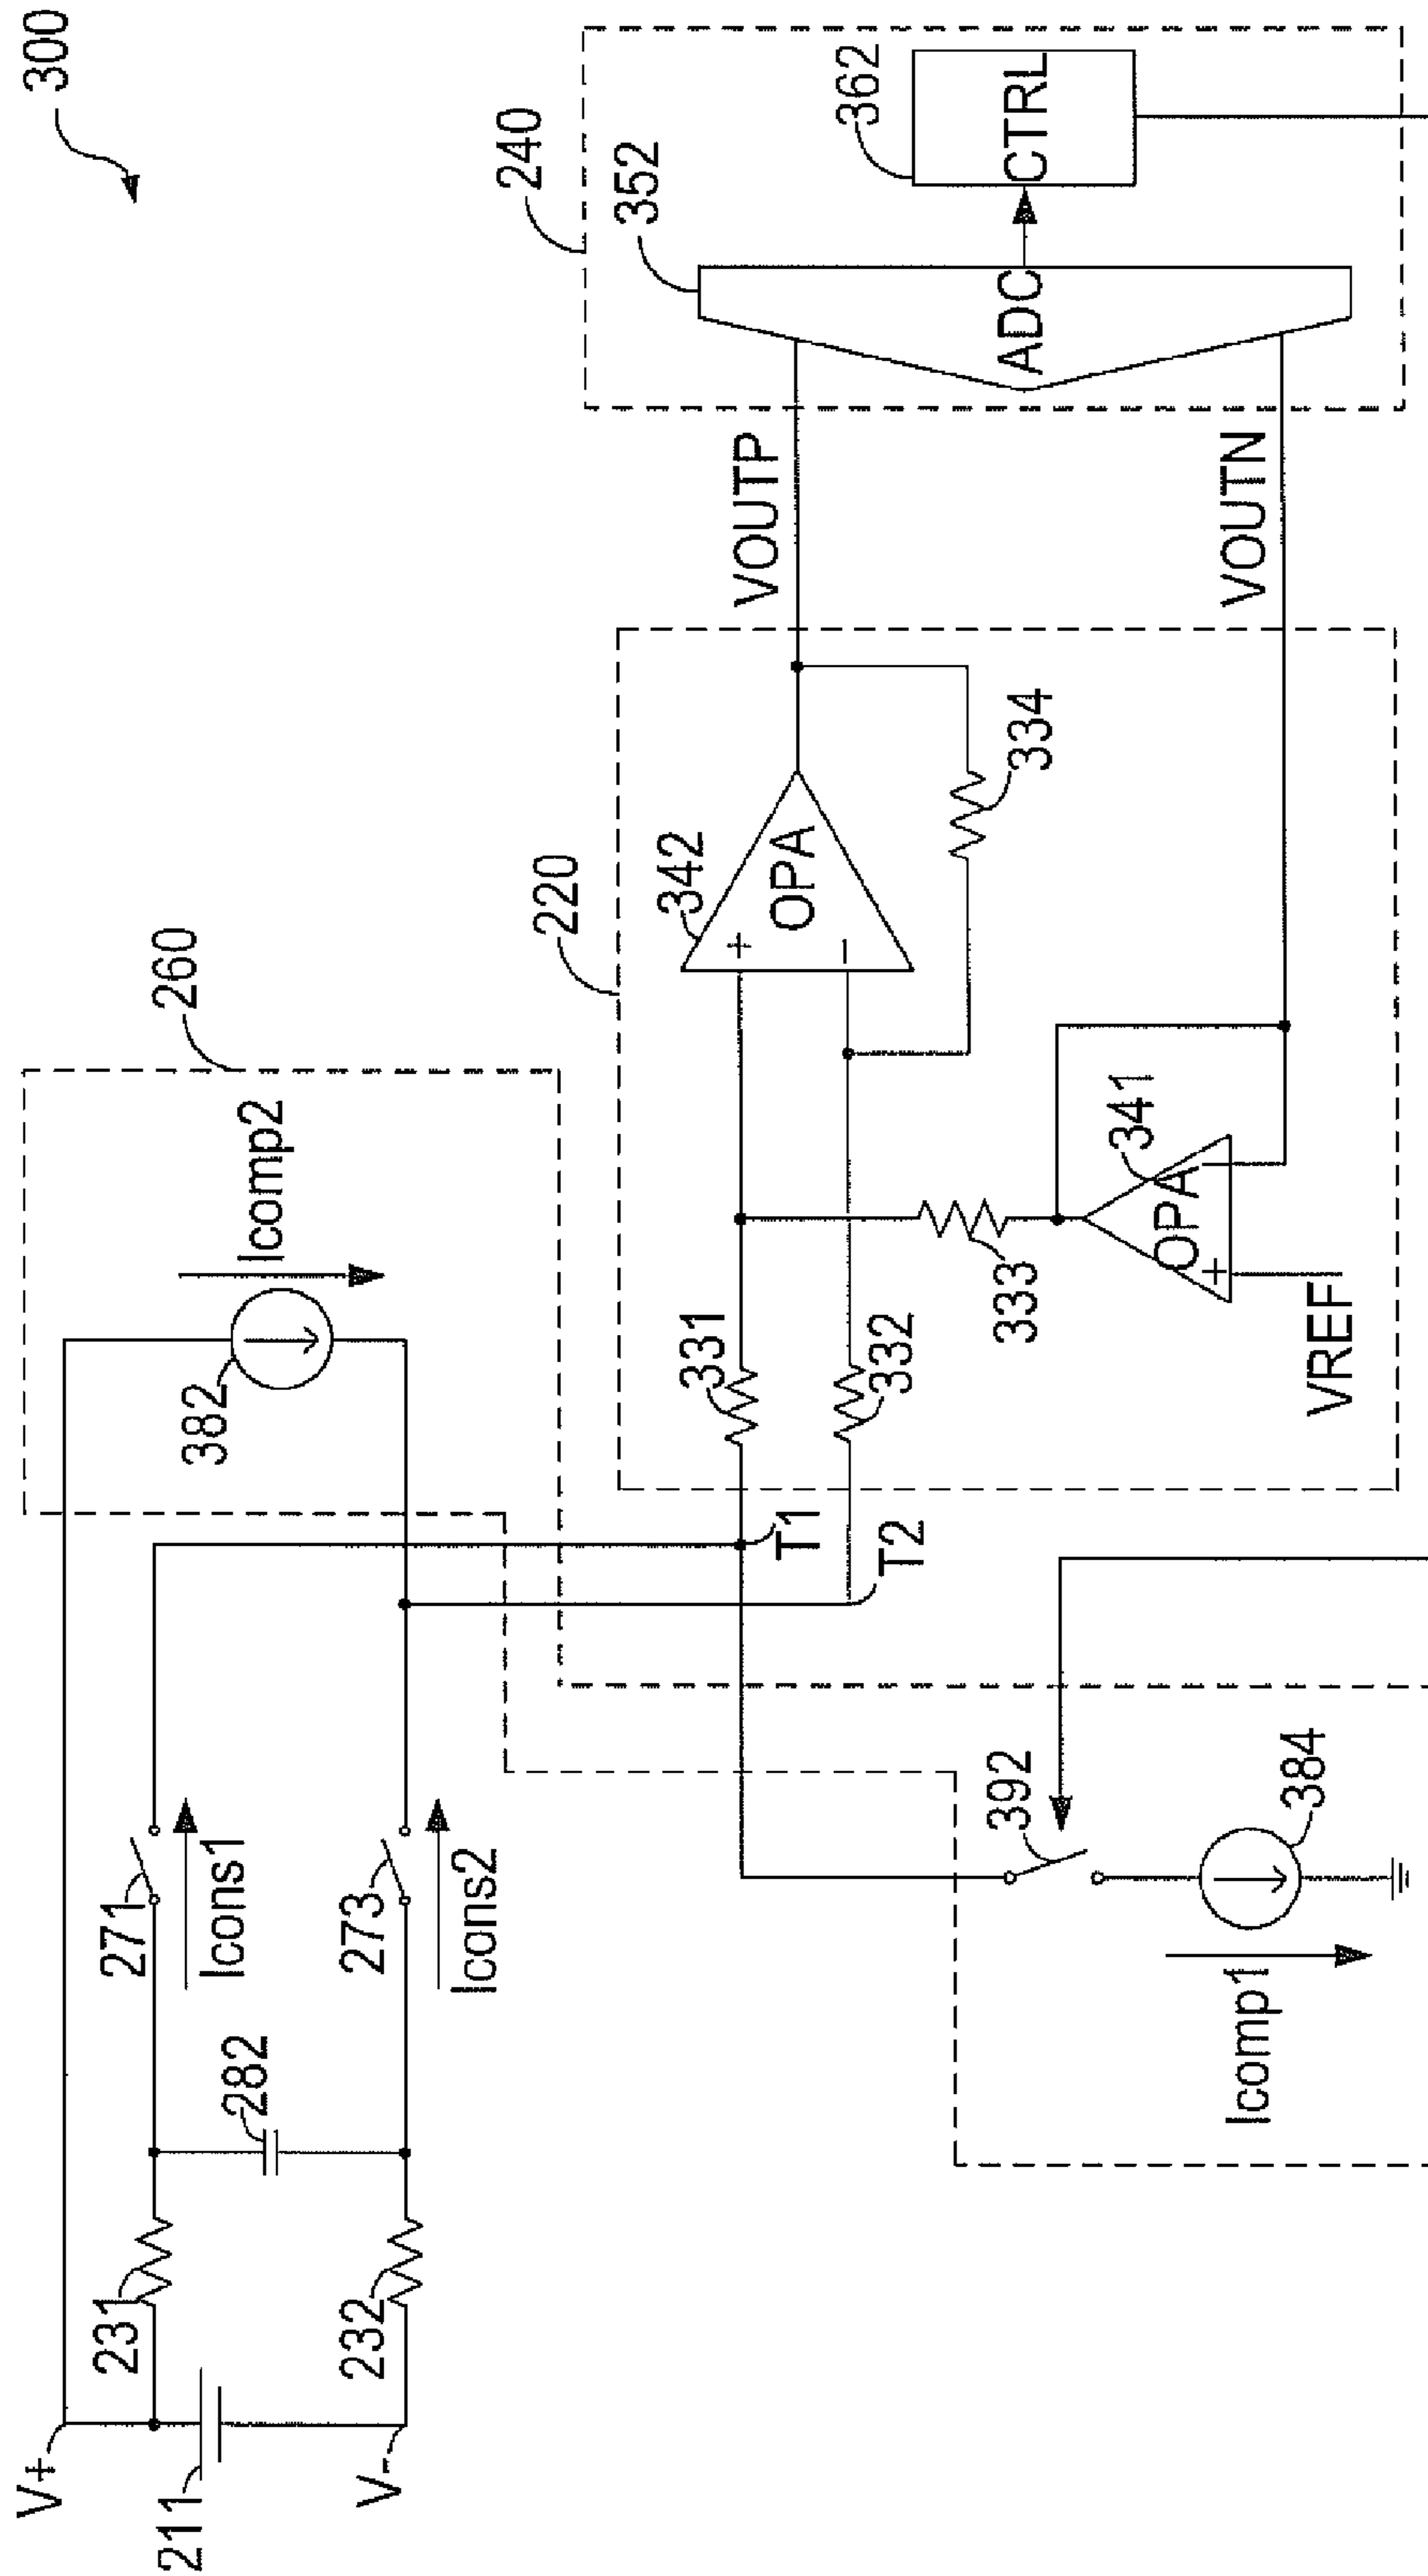 300
V+
V-
211
231
232
282
271
273
Icons1
Icons2
260
382
Icomp2
T1
T2
392
384
Icomp1
220
331
332
333
334
342
+
-
OPA
341
OPA
+
VREF
VOUTP
VOUTN
240
352
ADC
362
CTRL